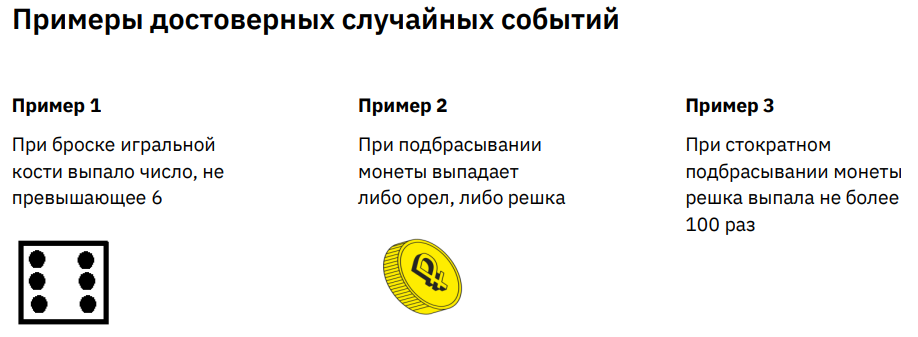 Примеры достоверных случайных событий
Пример 1
При броске игральной
кости выпало число, не
превышающее 6
Пример 2
При подбрасывании
монеты выпадает
либо орел, либо решка
Пример 3
При стократном
подбрасывании монеты
решка выпала не более
100 раз